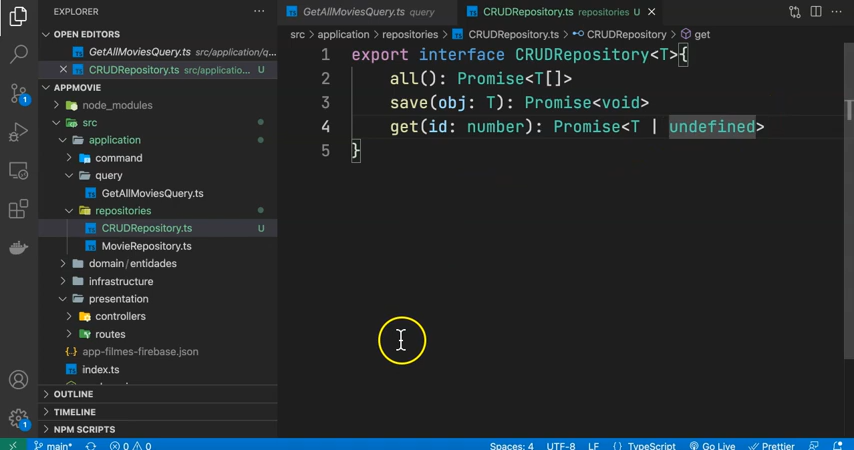 EXPLORER
OPEN EDITORS
GetAllMoviesQuery.ts src/application/q...
CRUDRepository.ts src/applicatio... U
APPMOVIE
node_modules
src
application
command
query
GetAllMoviesQuery.ts
repositories
CRUDRepository.ts U
MovieRepository.ts
domain/entidades
infrastructure
presentation
controllers
routes
app-filmes-firebase.json
index.ts
OUTLINE
TIMELINE
NPM SCRIPTS
1
1
GetAllMoviesQuery.ts query
CRUDRepository.ts repositories U
src > application > repositories > CRUDRepository.ts > CRUDRepository > get
1 export interface CRUDRepository<T>{
2 all(): Promise<T[]>
3 save(obj: T): Promise<void>
4 get(id: number): Promise<T | undefined>
5 }
main* 0 0 Spaces: 4 UTF-8 LF {} TypeScript Go Live Prettier